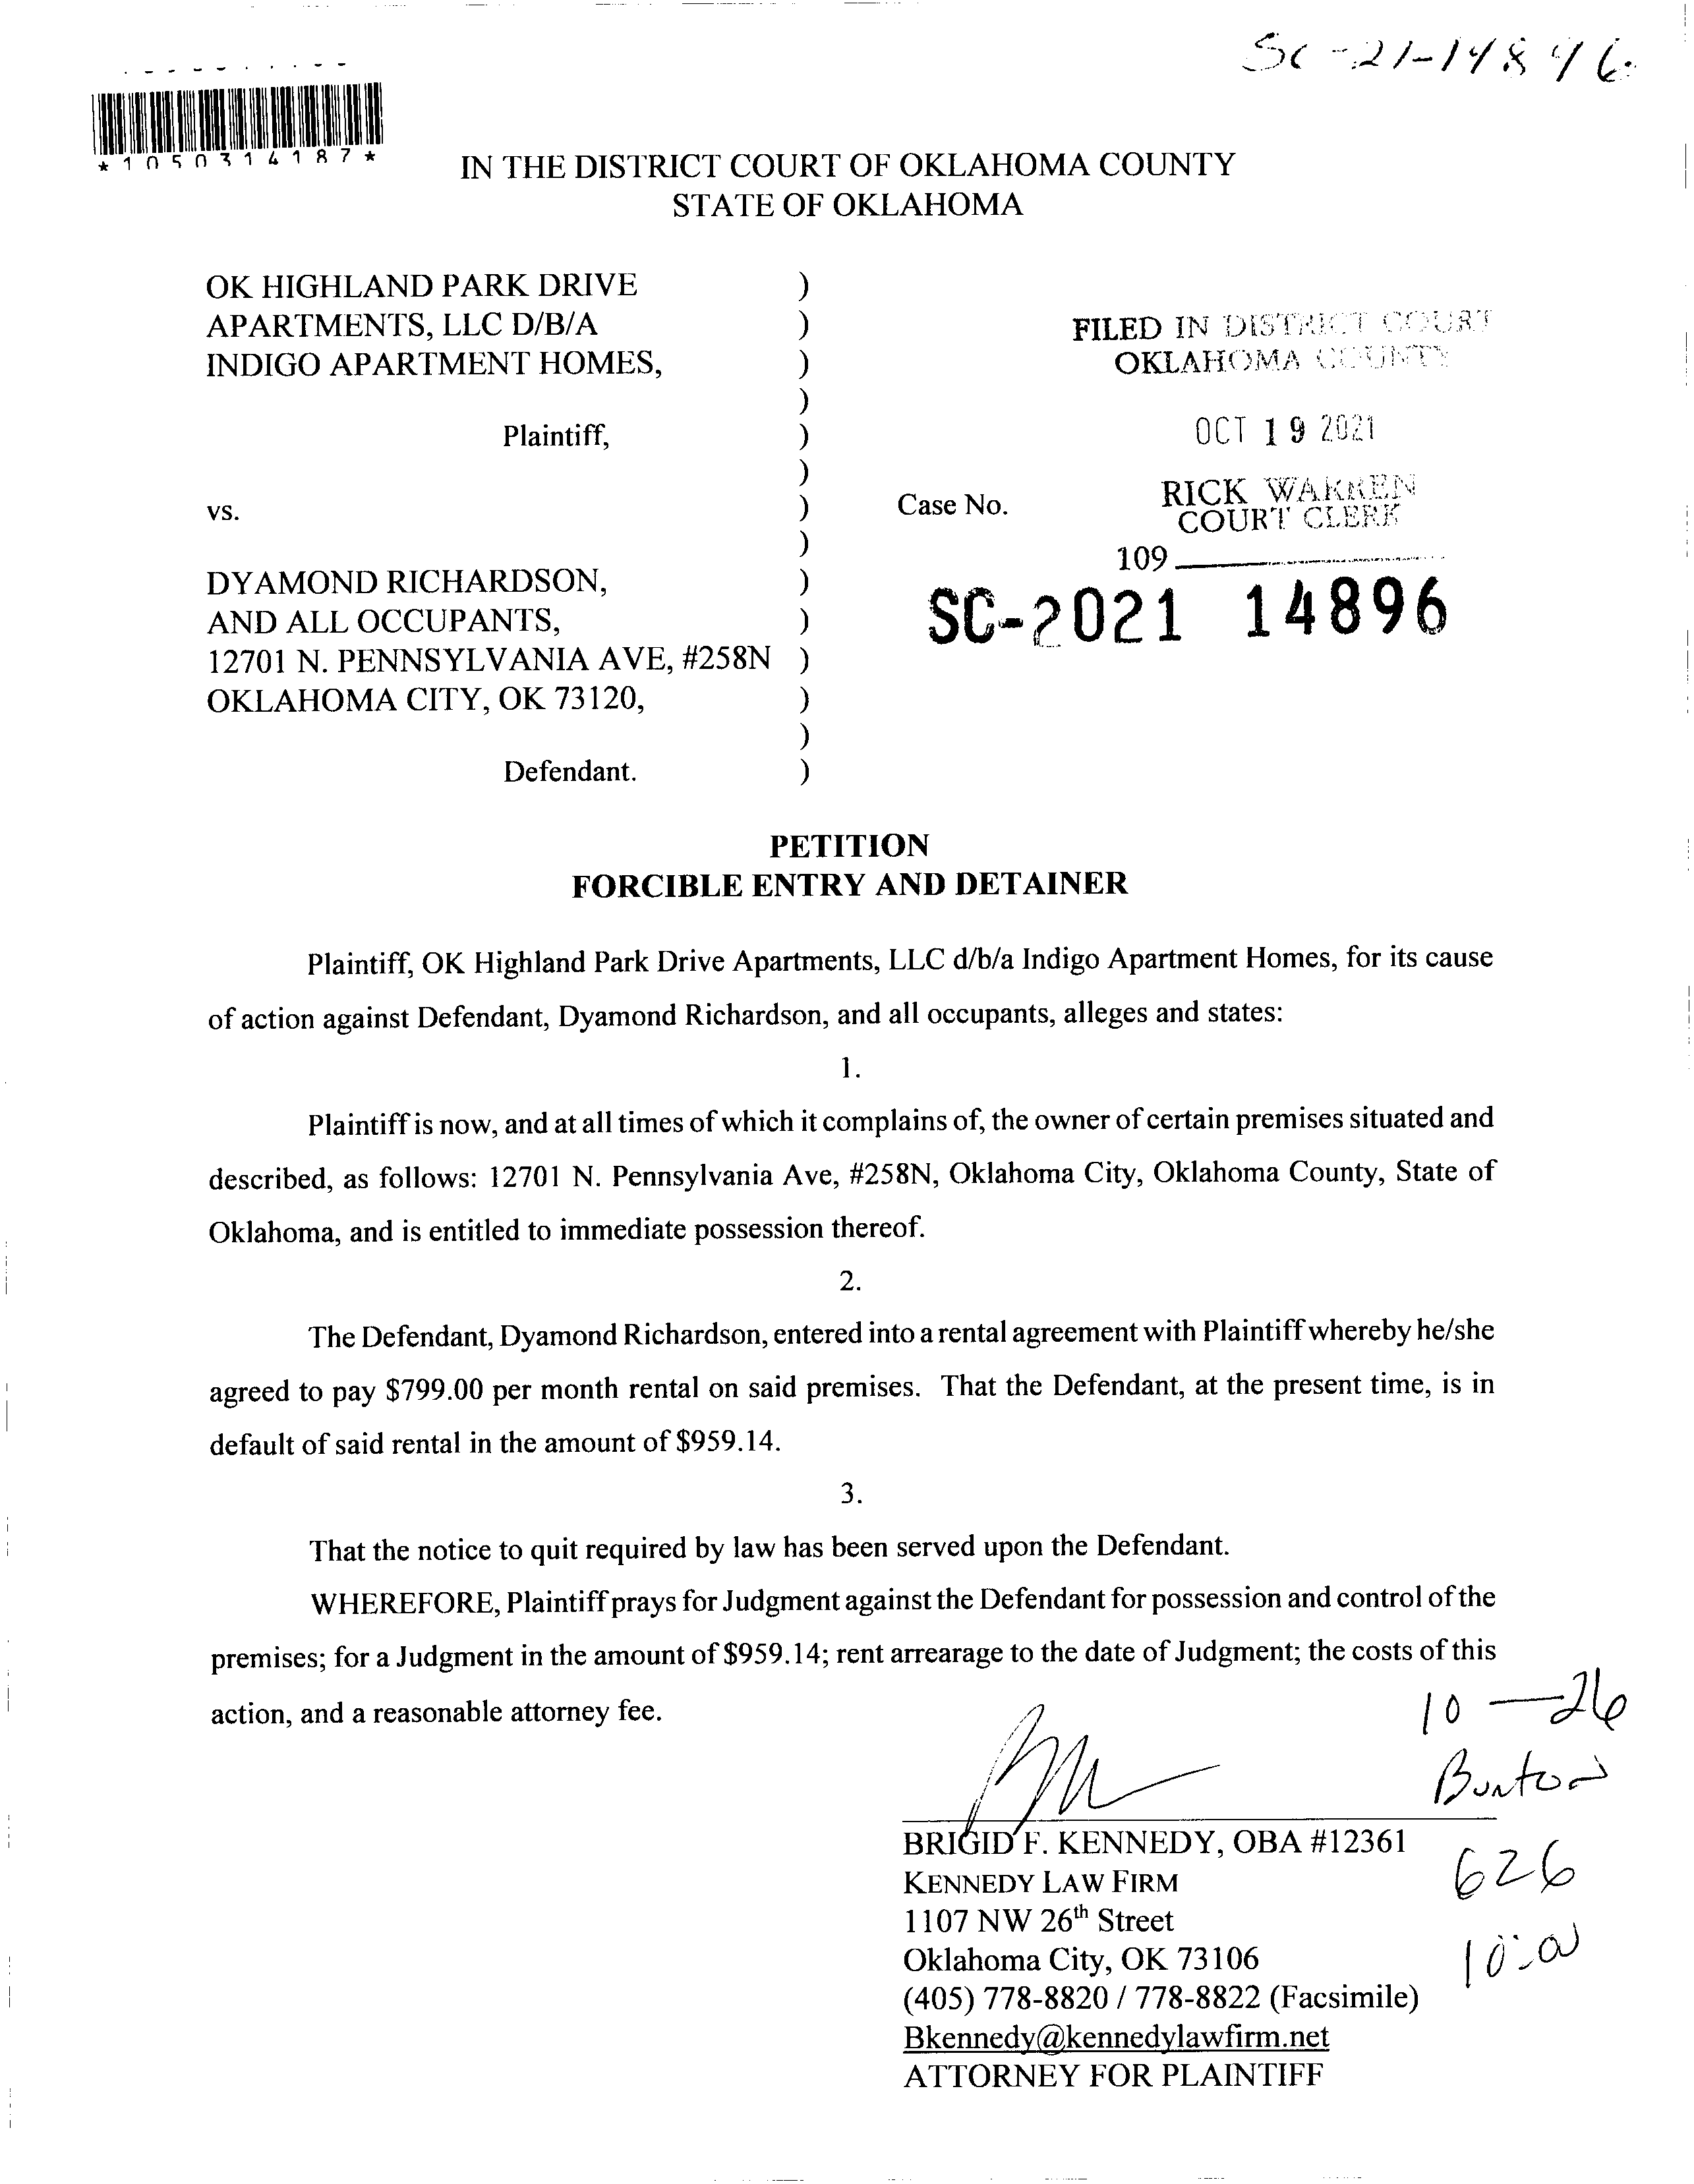 SC-21-14896
*1050314187*
IN THE DISTRICT COURT OF OKLAHOMA COUNTY
STATE OF OKLAHOMA
OK HIGHLAND PARK DRIVE )
APARTMENTS, LLC D/B/A )
INDIGO APARTMENT HOMES, )
)
Plaintiff, )
)
vs. )
)
DYAMOND RICHARDSON, )
AND ALL OCCUPANTS, )
12701 N. PENNSYLVANIA AVE, #258N )
OKLAHOMA CITY, OK 73120, )
)
Defendant. )
FILED IN DISTRICT COURT
OKLAHOMA COUNTY
OCT 19 2021
RICK WARREN
COURT CLERK
Case No.
109
SC-2021 14896
PETITION
FORCIBLE ENTRY AND DETAINER
Plaintiff, OK Highland Park Drive Apartments, LLC d/b/a Indigo Apartment Homes, for its cause
of action against Defendant, Dyamond Richardson, and all occupants, alleges and states:
1.
Plaintiff is now, and at all times of which it complains of, the owner of certain premises situated and
described, as follows: 12701 N. Pennsylvania Ave, #258N, Oklahoma City, Oklahoma County, State of
Oklahoma, and is entitled to immediate possession thereof.
2.
The Defendant, Dyamond Richardson, entered into a rental agreement with Plaintiff whereby he/she
agreed to pay $799.00 per month rental on said premises. That the Defendant, at the present time, is in
default of said rental in the amount of $959.14.
3.
That the notice to quit required by law has been served upon the Defendant.
WHEREFORE, Plaintiff prays for Judgment against the Defendant for possession and control of the
premises; for a Judgment in the amount of $959.14; rent arrearage to the date of Judgment; the costs of this
action, and a reasonable attorney fee.
10-26
Burton
626
10:00
BRIGID F. KENNEDY, OBA #12361
KENNEDY LAW FIRM
1107 NW 26th Street
Oklahoma City, OK 73106
(405) 778-8820 / 778-8822 (Facsimile)
Bkennedy@kennedylawfirm.net
ATTORNEY FOR PLAINTIFF